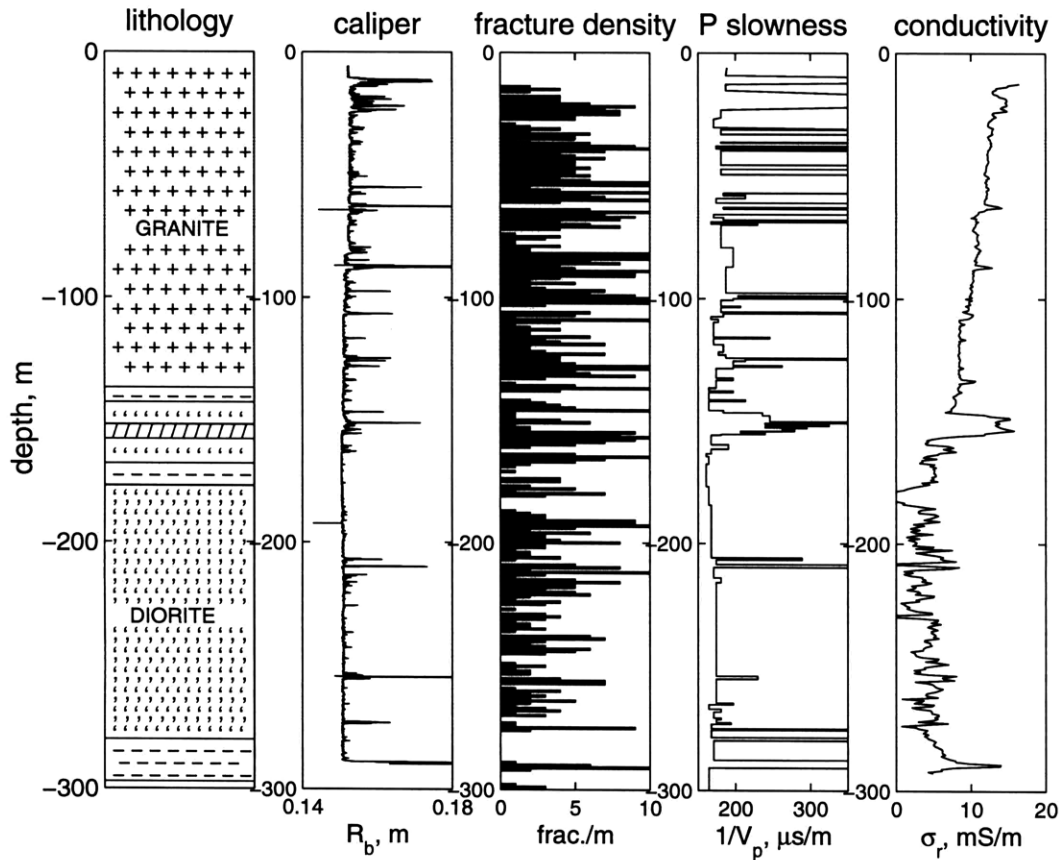 lithology caliper fracture density P slowness conductivity
0 0 0 0 0
GRANITE
−100 −100 −100 −100 −100
depth, m
−200 −200 −200 −200 −200
DIORITE
−300 −300 −300 −300 −300
0.14 0.18 0 5 10 200 300 0 10 20
R_b, m frac./m 1/V_p, μs/m σ_r, mS/m